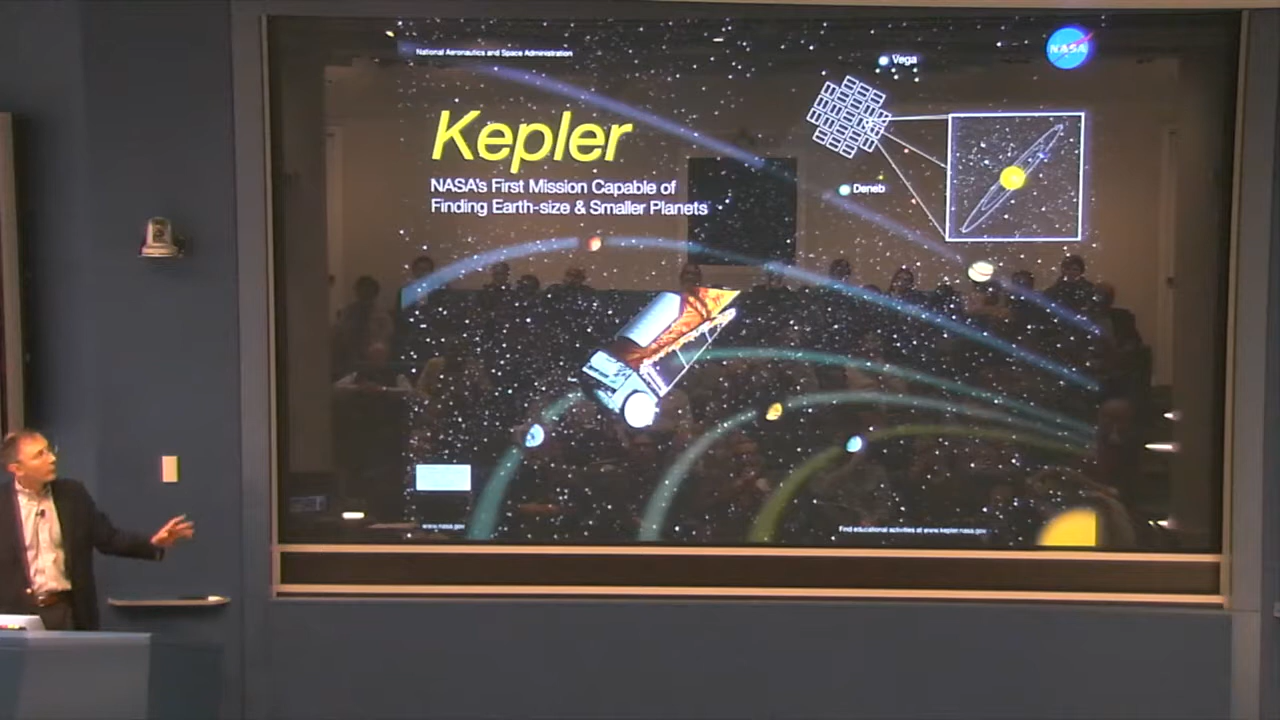 National Aeronautics and Space Administration
NASA
Vega
Kepler
NASA's First Mission Capable of
Finding Earth-size & Smaller Planets
Deneb
www.nasa.gov
Find educational activities at www.kepler.nasa.gov